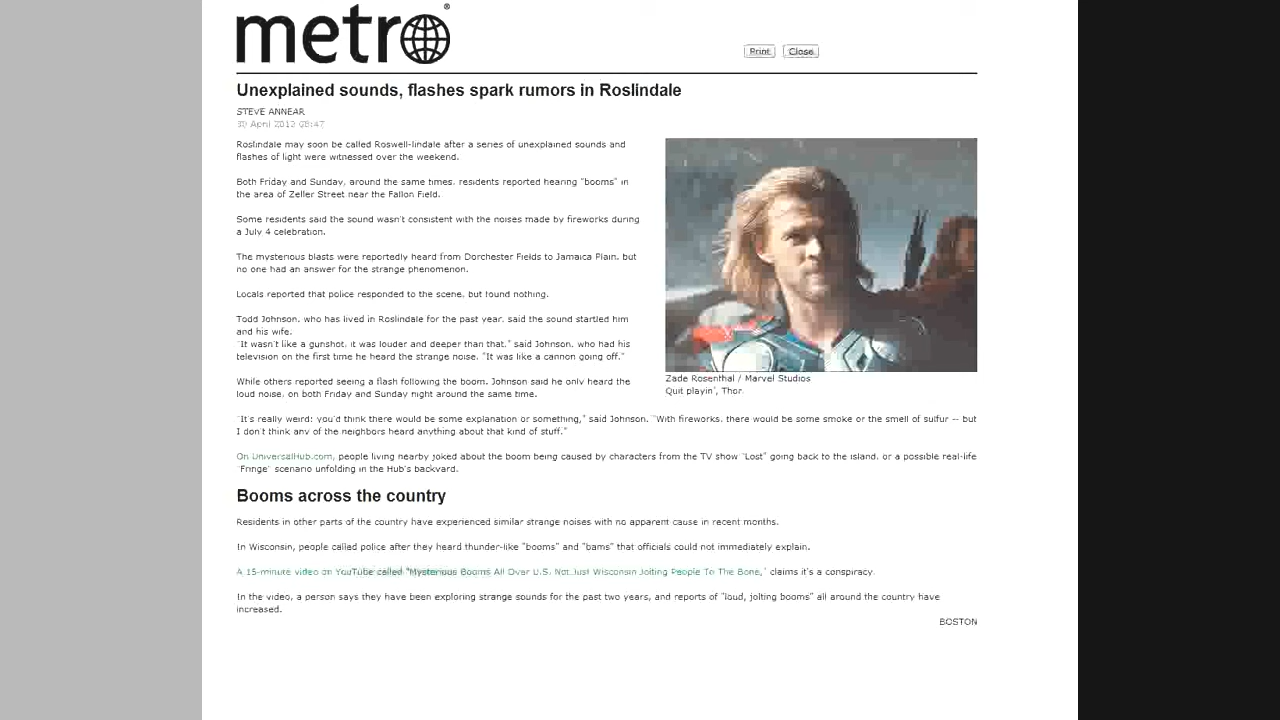 metro®
Print Close
Unexplained sounds, flashes spark rumors in Roslindale
STEVE ANNEAR
30 April 2012 08:47
Roslindale may soon be called Roswell-lindale after a series of unexplained sounds and
flashes of light were witnessed over the weekend.
Both Friday and Sunday, around the same times, residents reported hearing "booms" in
the area of Zeller Street near the Fallon Field.
Some residents said the sound wasn't consistent with the noises made by fireworks during
a July 4 celebration.
The mysterious blasts were reportedly heard from Dorchester Fields to Jamaica Plain, but
no one had an answer for the strange phenomenon.
Locals reported that police responded to the scene, but found nothing.
Todd Johnson, who has lived in Roslindale for the past year, said the sound startled him
and his wife.
"It wasn't like a gunshot, it was louder and deeper than that," said Johnson, who had his
television on the first time he heard the strange noise. "It was like a cannon going off."
While others reported seeing a flash following the boom, Johnson said he only heard the
loud noise, on both Friday and Sunday night around the same time.
Zade Rosenthal / Marvel Studios
Quit playin', Thor.
"It's really weird; you'd think there would be some explanation or something," said Johnson. "With fireworks, there would be some smoke or the smell of sulfur -- but
I don't think any of the neighbors heard anything about that kind of stuff."
On UniversalHub.com, people living nearby joked about the boom being caused by characters from the TV show "Lost" going back to the island, or a possible real-life
"Fringe" scenario unfolding in the Hub's backyard.
Booms across the country
Residents in other parts of the country have experienced similar strange noises with no apparent cause in recent months.
In Wisconsin, people called police after they heard thunder-like "booms" and "bams" that officials could not immediately explain.
A 15-minute video on YouTube called "Mysterious Booms All Over U.S. Not Just Wisconsin Jolting People To The Bone," claims it's a conspiracy.
In the video, a person says they have been exploring strange sounds for the past two years, and reports of "loud, jolting booms" all around the country have
increased.
BOSTON